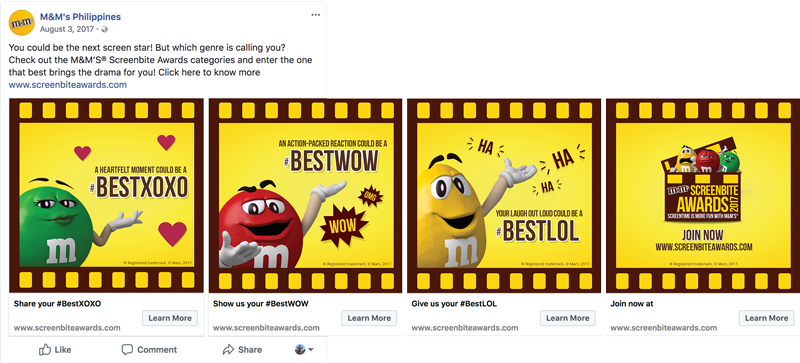 M&M's Philippines
August 3, 2017 ·
You could be the next screen star! But which genre is calling you?
Check out the M&M'S® Screenbite Awards categories and enter the one
that best brings the drama for you! Click here to know more
www.screenbiteawards.com
A HEARTFELT MOMENT COULD BE A
#BESTXOXO
m
® Registered trademark. © Mars, 2017.
Share your #BestXOXO
www.screenbiteawards.com
Learn More
AN ACTION-PACKED REACTION COULD BE A
#BESTWOW
OMG
WOW
m
® Registered trademark. © Mars, 2017.
Show us your #BestWOW
www.screenbiteawards.com
Learn More
HA
HA
HA
YOUR LAUGH OUT LOUD COULD BE A
#BESTLOL
m
® Registered trademark. © Mars, 2017.
Give us your #BestLOL
www.screenbiteawards.com
Learn More
m&m's SCREENBITE
AWARDS 2017
SCREENTIME IS MORE FUN WITH M&M'S®
JOIN NOW
WWW.SCREENBITEAWARDS.COM
® Registered trademark. © Mars, 2017.
Join now at
www.screenbiteawards.com
Learn More
Like
Comment
Share